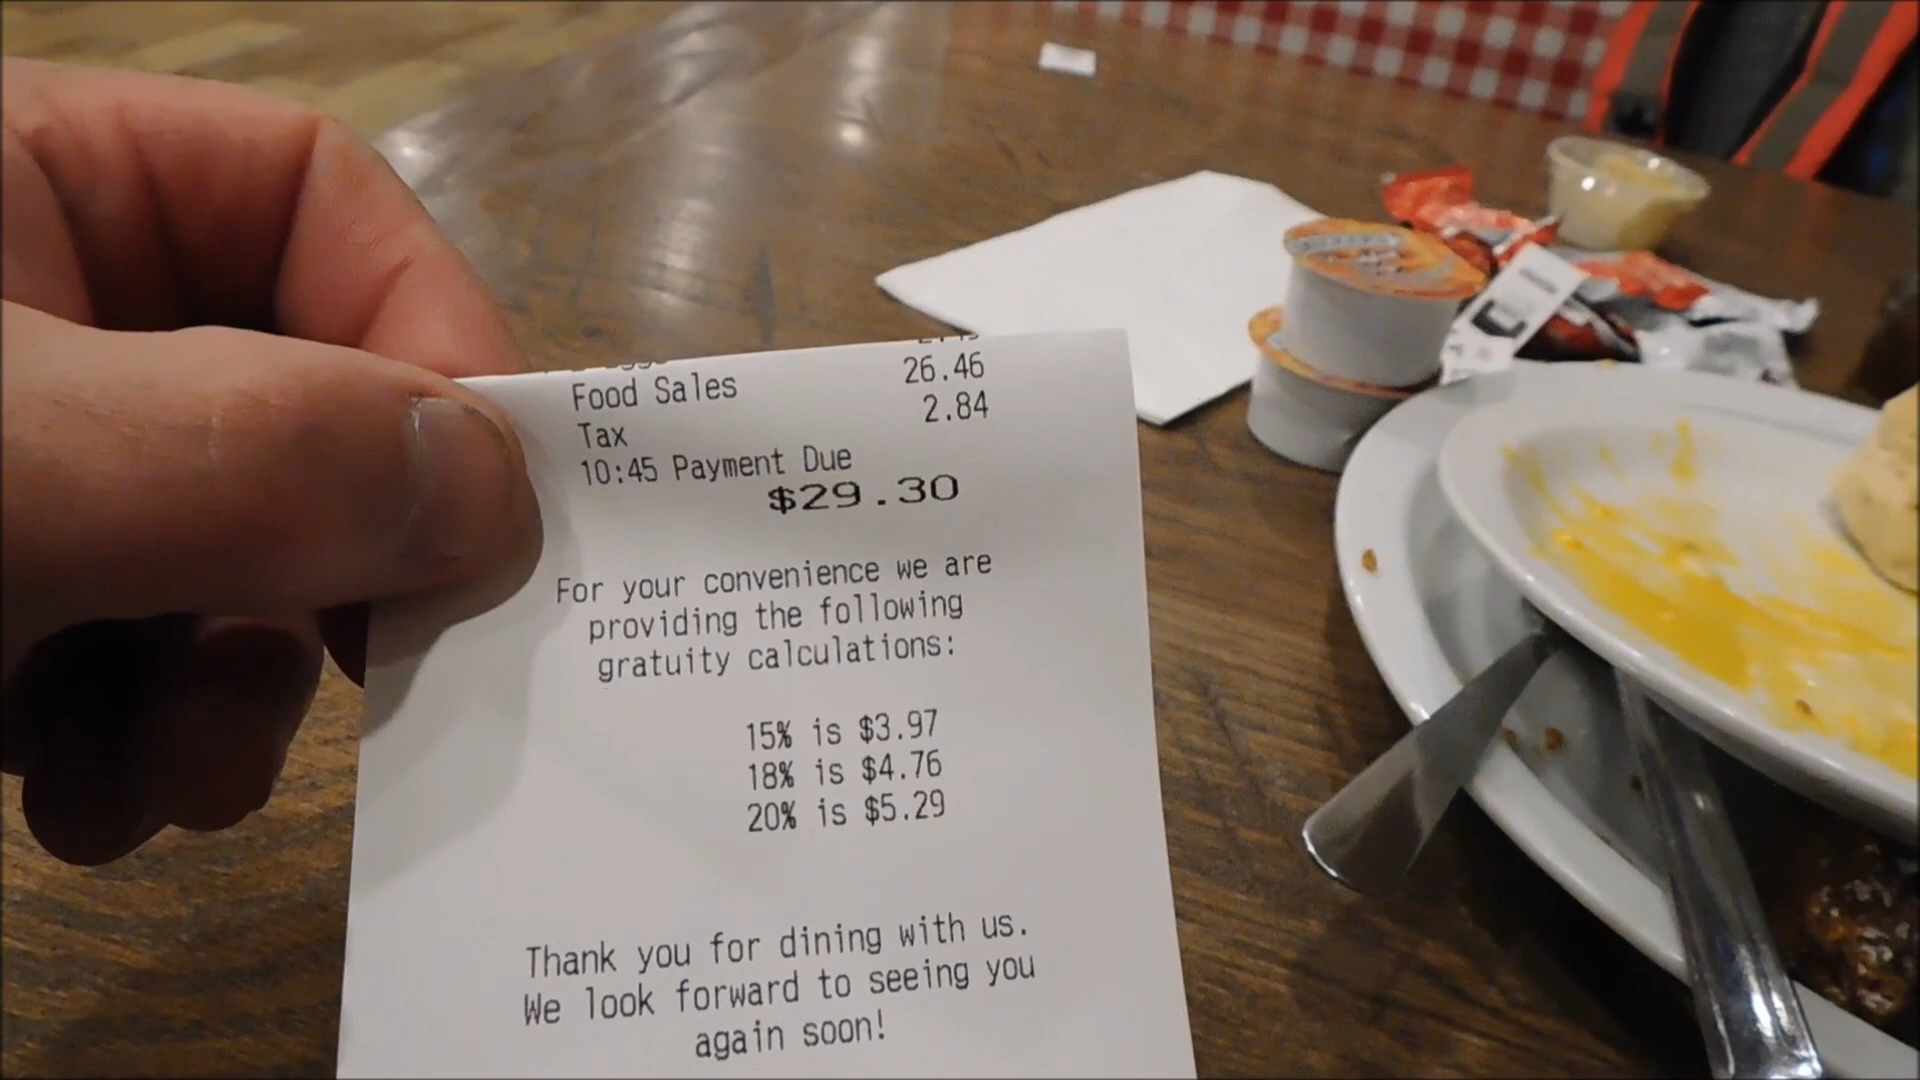 Food Sales 26.46
Tax 2.84
10:45 Payment Due
$29.30
For your convenience we are
providing the following
gratuity calculations:
15% is $3.97
18% is $4.76
20% is $5.29
Thank you for dining with us.
We look forward to seeing you
again soon!